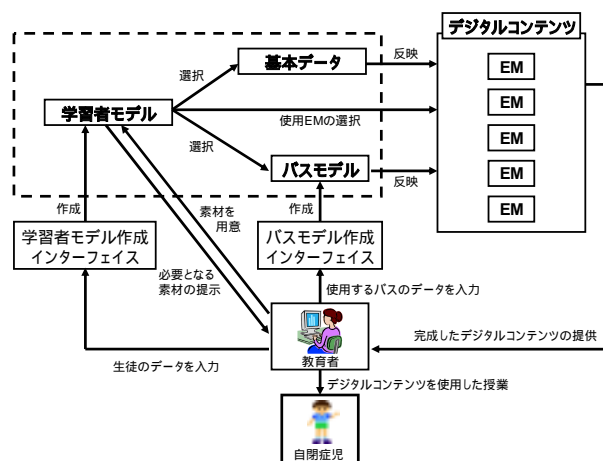 デジタルコンテンツ
基本データ
反映
選択
EM
学習者モデル
使用EMの選択
EM
EM
選択
バスモデル
反映
EM
EM
作成
素材を
用意
作成
学習者モデル作成
インターフェイス
バスモデル作成
インターフェイス
必要となる
素材の提示
使用するバスのデータを入力
完成したデジタルコンテンツの提供
教育者
生徒のデータを入力
デジタルコンテンツを使用した授業
自閉症児